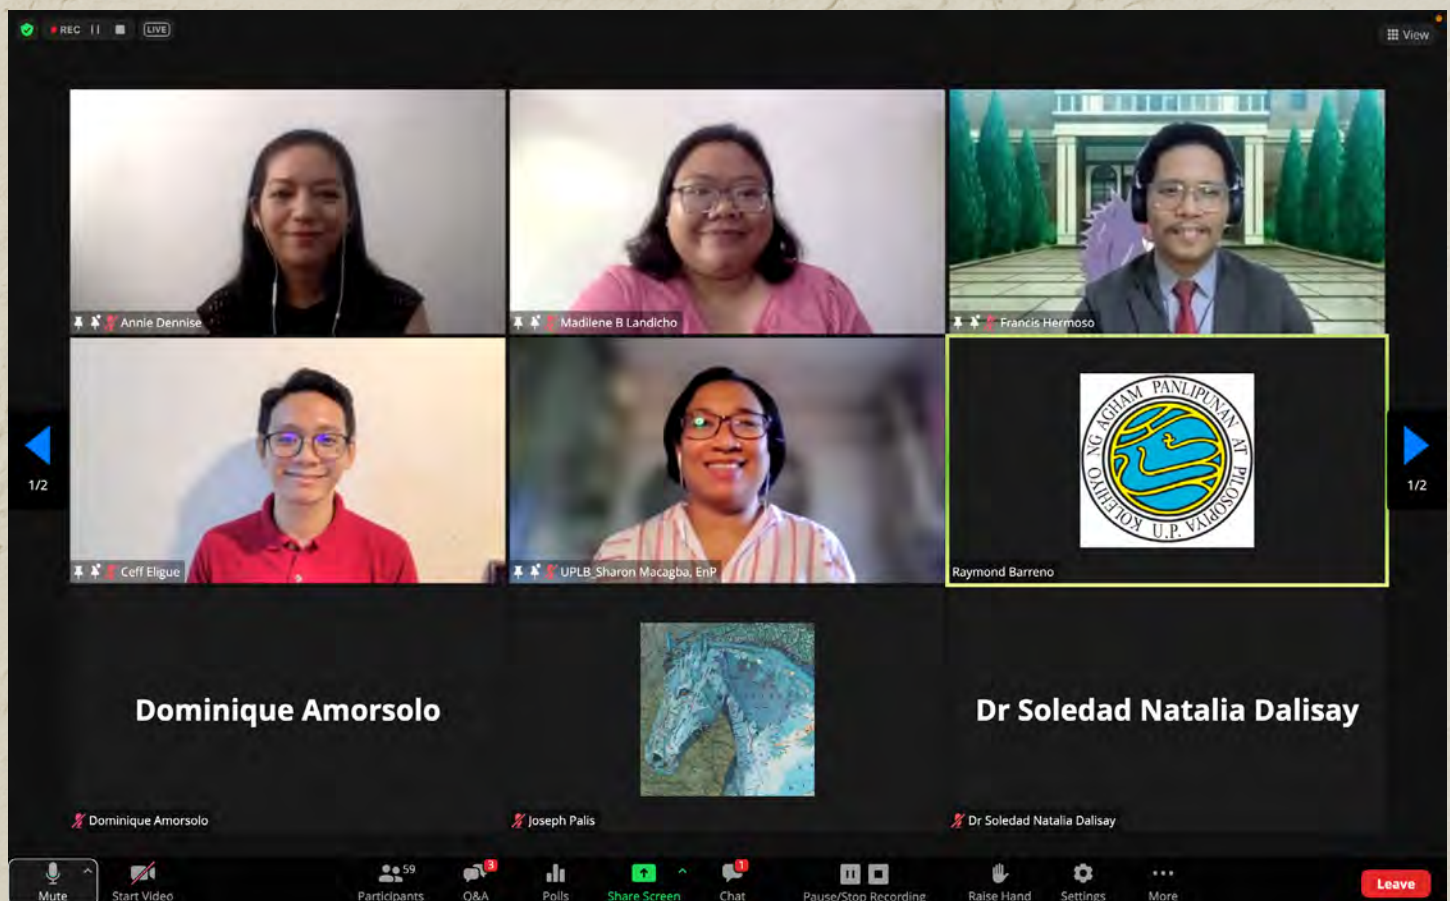 REC
LIVE
View
Annie Dennise
Madilene B Landicho
Francis Hermoso
1/2
1/2
Ceff Eligue
UPLB_Sharon Macagba, EnP
KOLEHIYO NG AGHAM PANLIPUNAN AT PILOSOPIYA
U.P.
Raymond Barreno
Dominique Amorsolo
Dr Soledad Natalia Dalisay
Dominique Amorsolo
Joseph Palis
Dr Soledad Natalia Dalisay
59
3
1
Mute
Start Video
Participants
Q&A
Polls
Share Screen
Chat
Pause/Stop Recording
Raise Hand
Settings
More
Leave